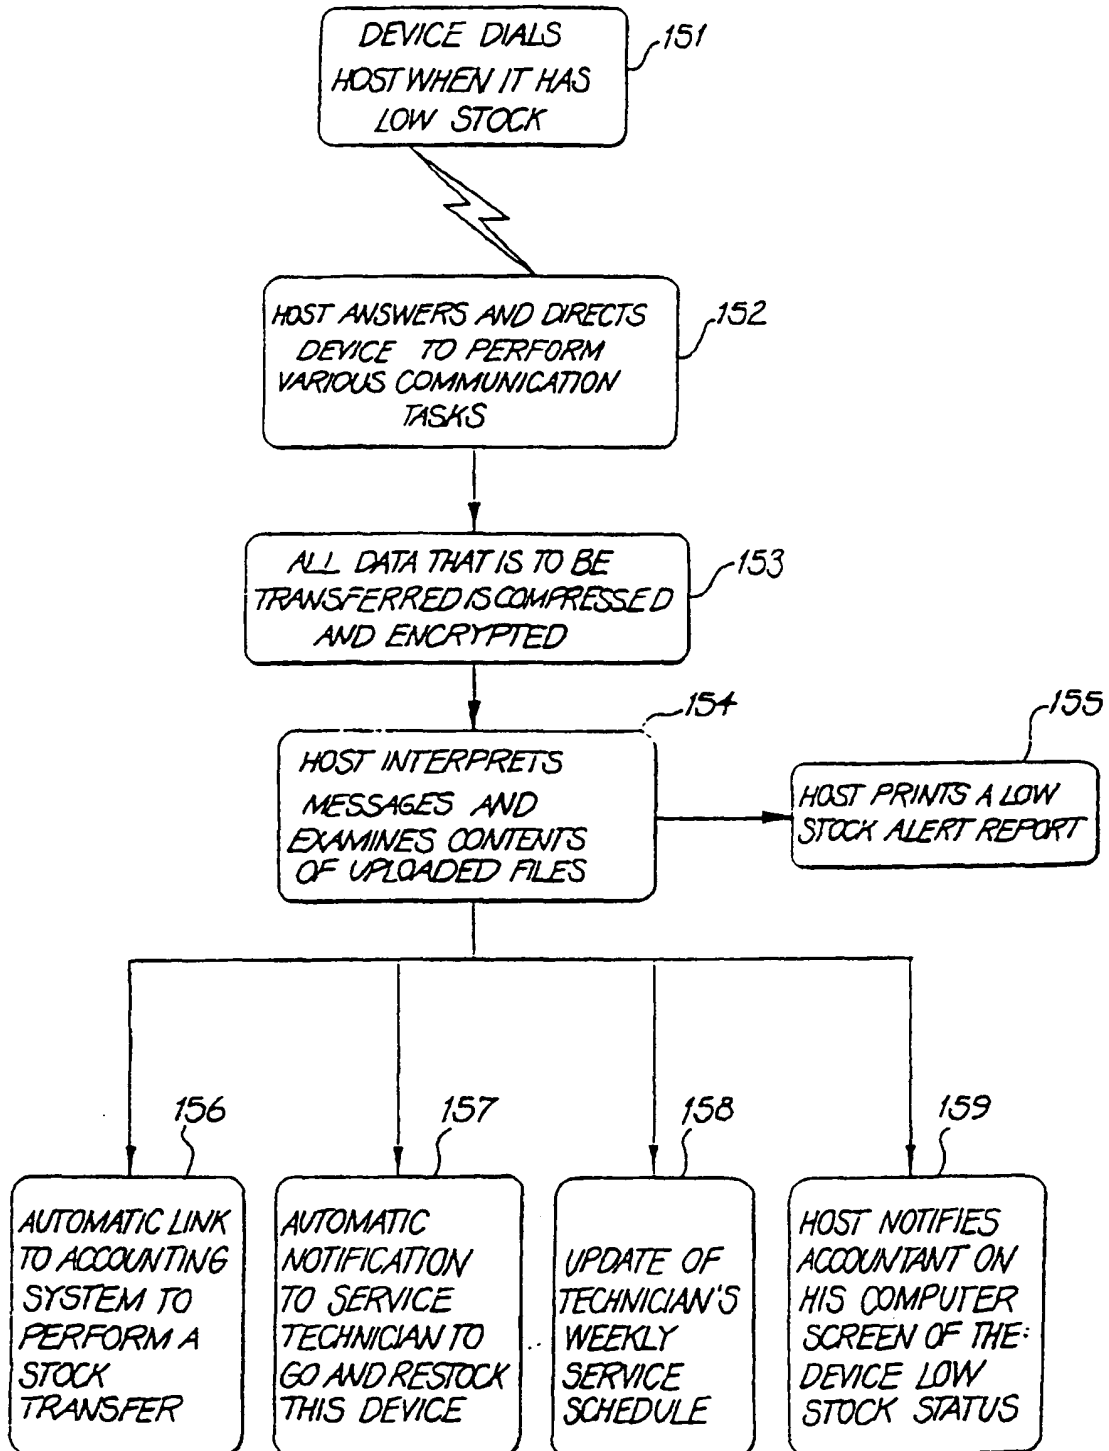 DEVICE DIALS
HOST WHEN IT HAS
LOW STOCK
151
HOST ANSWERS AND DIRECTS
DEVICE TO PERFORM
VARIOUS COMMUNICATION
TASKS
152
ALL DATA THAT IS TO BE
TRANSFERRED IS COMPRESSED
AND ENCRYPTED
153
HOST INTERPRETS
MESSAGES AND
EXAMINES CONTENTS
OF UPLOADED FILES
154
HOST PRINTS A LOW
STOCK ALERT REPORT
155
AUTOMATIC LINK
TO ACCOUNTING
SYSTEM TO
PERFORM A
STOCK
TRANSFER
156
AUTOMATIC
NOTIFICATION
TO SERVICE
TECHNICIAN TO
GO AND RESTOCK
THIS DEVICE
157
UPDATE OF
TECHNICIAN'S
WEEKLY
SERVICE
SCHEDULE
158
HOST NOTIFIES
ACCOUNTANT ON
HIS COMPUTER
SCREEN OF THE
DEVICE LOW
STOCK STATUS
159